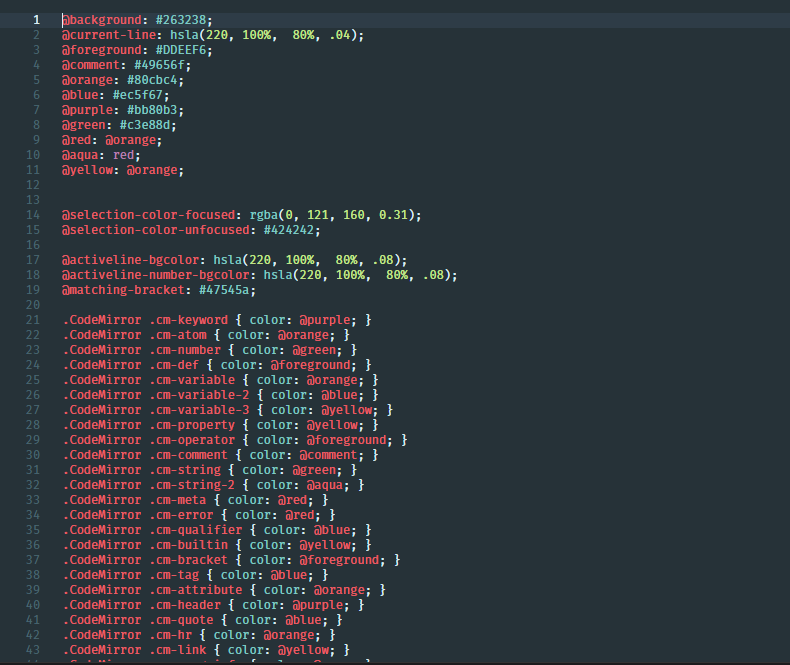 1 @background: #263238;
2 @current-line: hsla(220, 100%,  80%, .04);
3 @foreground: #DDEEF6;
4 @comment: #49656f;
5 @orange: #80cbc4;
6 @blue: #ec5f67;
7 @purple: #bb80b3;
8 @green: #c3e88d;
9 @red: @orange;
10 @aqua: red;
11 @yellow: @orange;
12
13
14 @selection-color-focused: rgba(0, 121, 160, 0.31);
15 @selection-color-unfocused: #424242;
16
17 @activeline-bgcolor: hsla(220, 100%,  80%, .08);
18 @activeline-number-bgcolor: hsla(220, 100%,  80%, .08);
19 @matching-bracket: #47545a;
20
21 .CodeMirror .cm-keyword { color: @purple; }
22 .CodeMirror .cm-atom { color: @orange; }
23 .CodeMirror .cm-number { color: @green; }
24 .CodeMirror .cm-def { color: @foreground; }
25 .CodeMirror .cm-variable { color: @orange; }
26 .CodeMirror .cm-variable-2 { color: @blue; }
27 .CodeMirror .cm-variable-3 { color: @yellow; }
28 .CodeMirror .cm-property { color: @yellow; }
29 .CodeMirror .cm-operator { color: @foreground; }
30 .CodeMirror .cm-comment { color: @comment; }
31 .CodeMirror .cm-string { color: @green; }
32 .CodeMirror .cm-string-2 { color: @aqua; }
33 .CodeMirror .cm-meta { color: @red; }
34 .CodeMirror .cm-error { color: @red; }
35 .CodeMirror .cm-qualifier { color: @blue; }
36 .CodeMirror .cm-builtin { color: @yellow; }
37 .CodeMirror .cm-bracket { color: @foreground; }
38 .CodeMirror .cm-tag { color: @blue; }
39 .CodeMirror .cm-attribute { color: @orange; }
40 .CodeMirror .cm-header { color: @purple; }
41 .CodeMirror .cm-quote { color: @blue; }
42 .CodeMirror .cm-hr { color: @orange; }
43 .CodeMirror .cm-link { color: @yellow; }